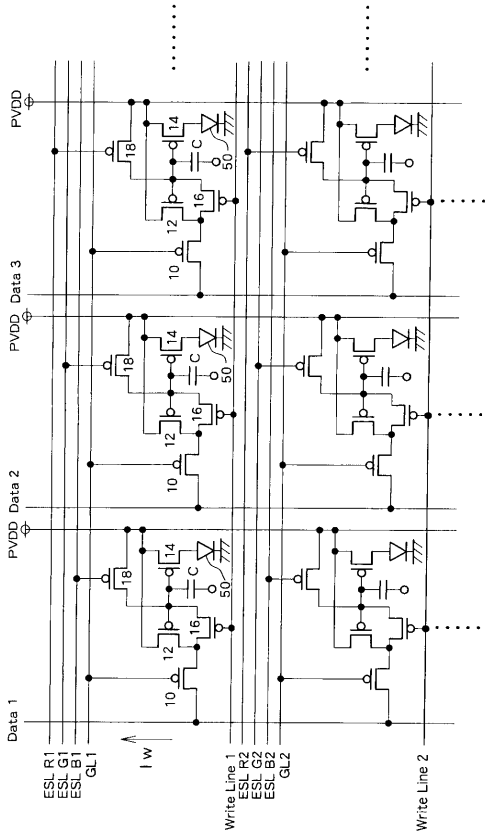 PVDD
Data 3
PVDD
Data 2
PVDD
Data 1
ESL R1
ESL G1
ESL B1
GL1
18
14
C
50
12
16
10
18
14
C
50
12
16
10
18
14
C
50
12
16
10
I w
Write Line 1
ESL R2
ESL G2
ESL B2
GL2
Write Line 2